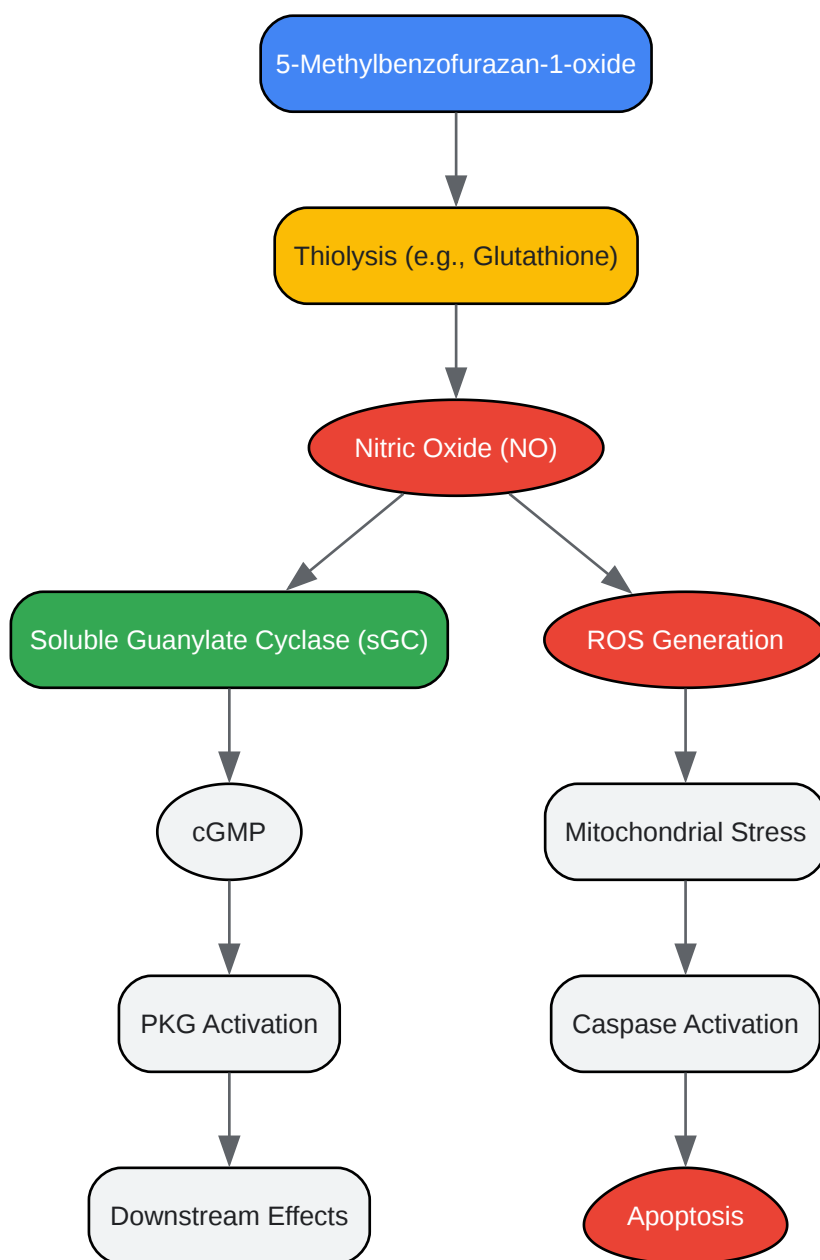 5-Methylbenzofurazan-1-oxide
Thiolysis (e.g., Glutathione)
Nitric Oxide (NO)
Soluble Guanylate Cyclase (sGC)
ROS Generation
cGMP
Mitochondrial Stress
PKG Activation
Caspase Activation
Downstream Effects
Apoptosis